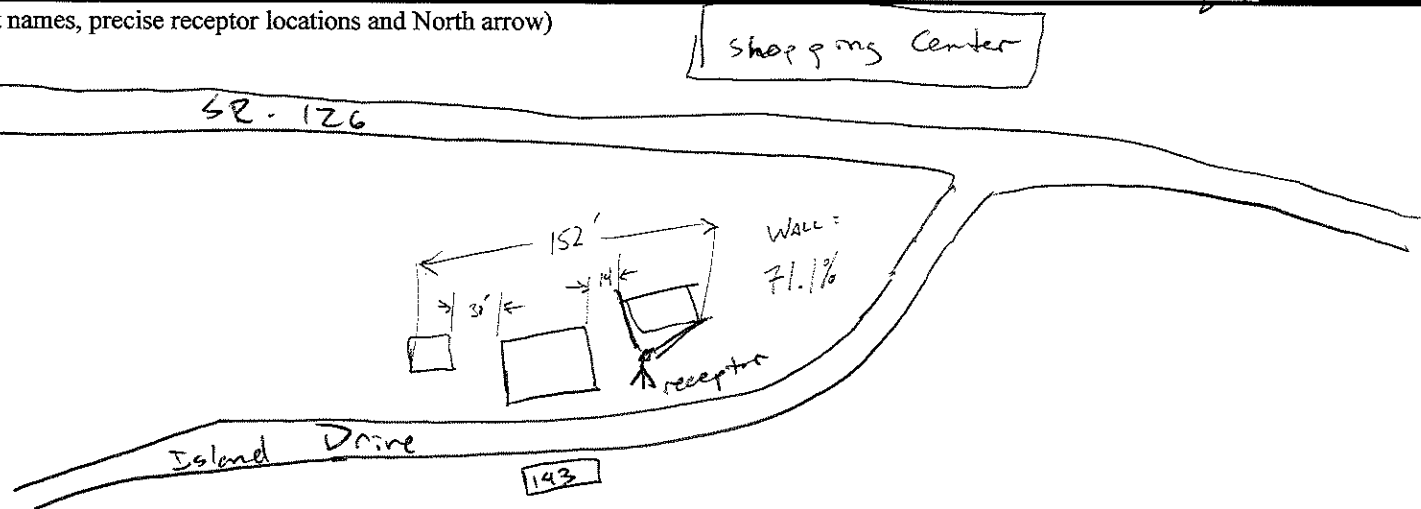 names, precise receptor locations and North arrow)
Shopping Center
SR. 126
152'
WALL =
71.1%
30'
14'
receptor
Island Drive
143